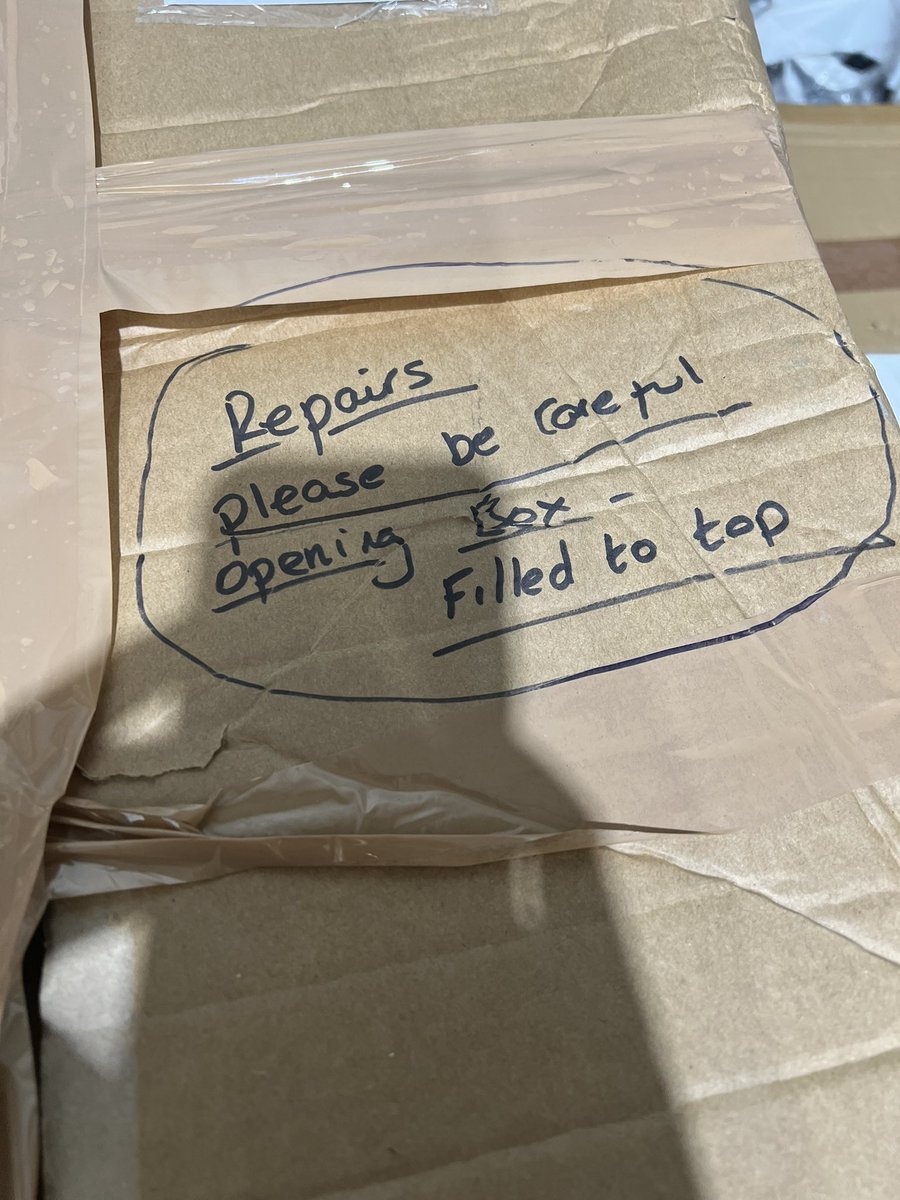 Repairs
please be careful
opening Box -
Filled to top